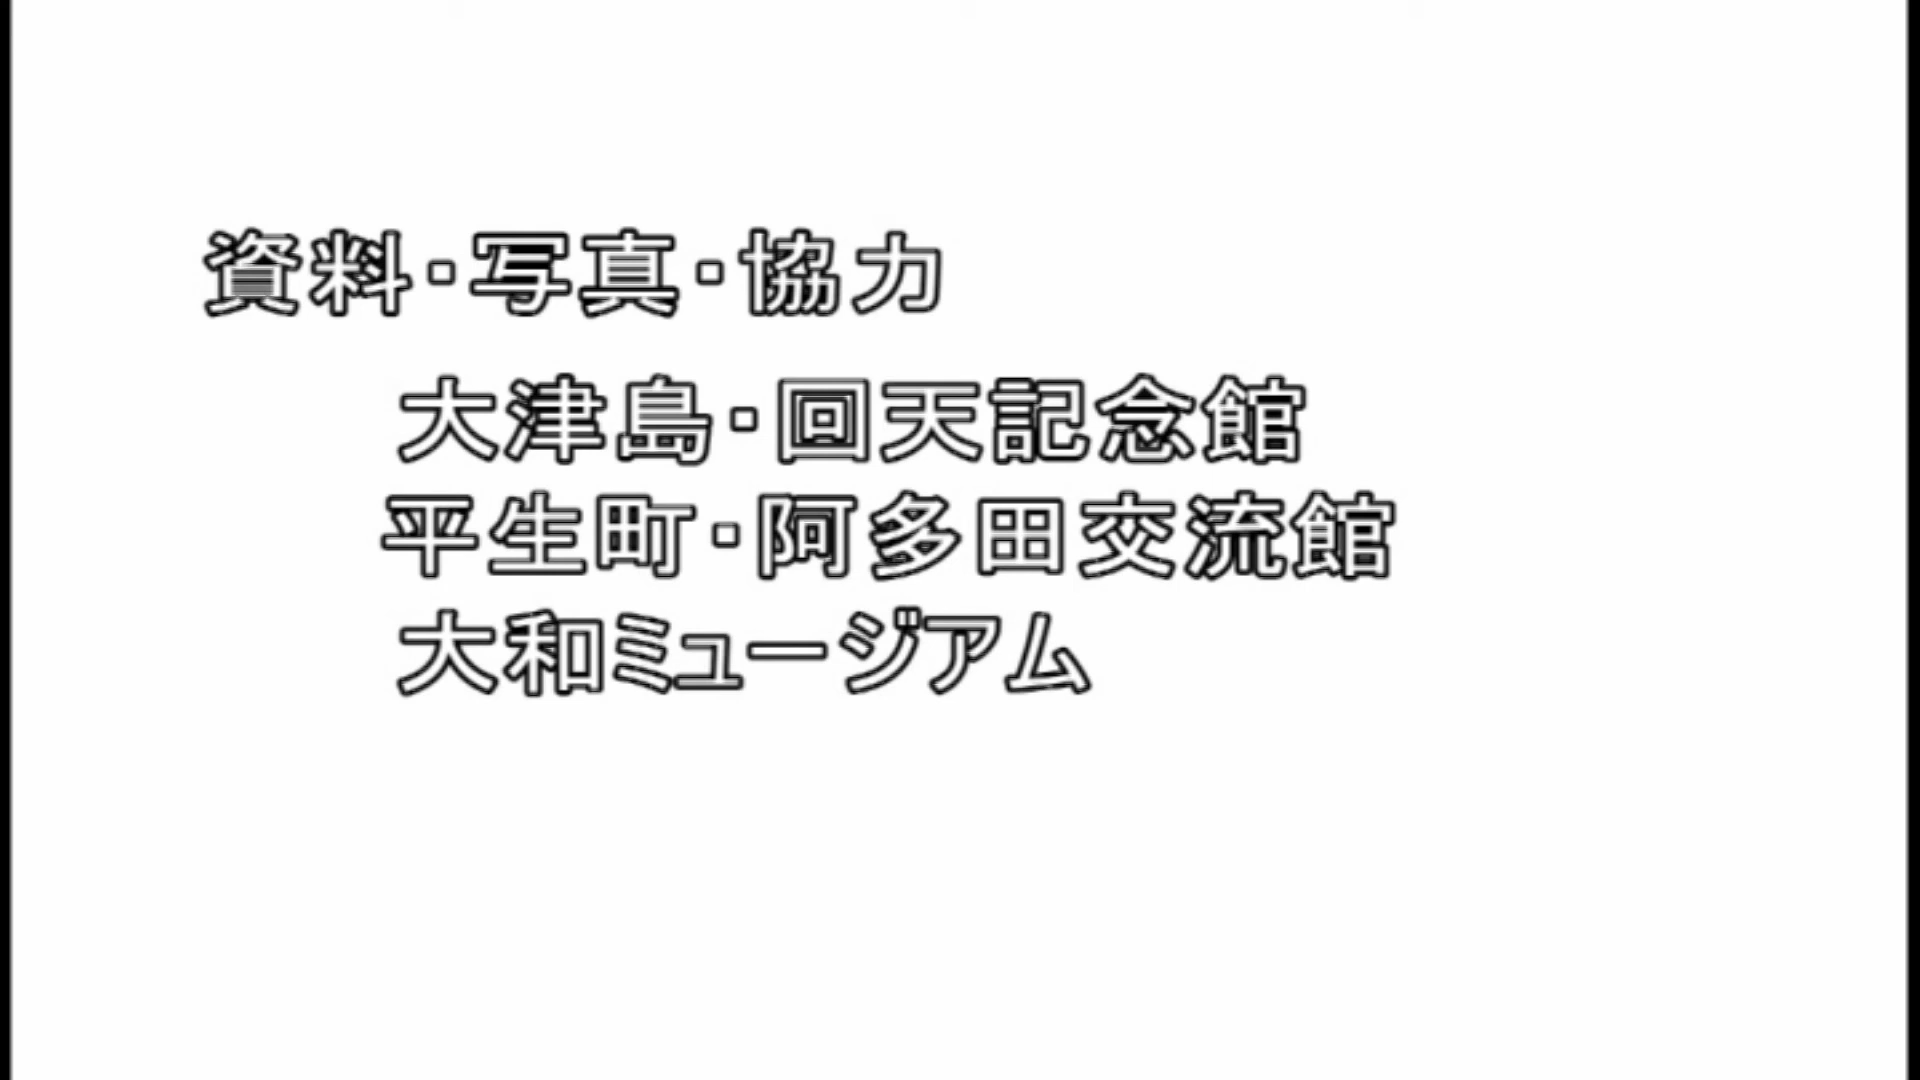 資料・写真・協力
大津島・回天記念館
平生町・阿多田交流館
大和ミュージアム